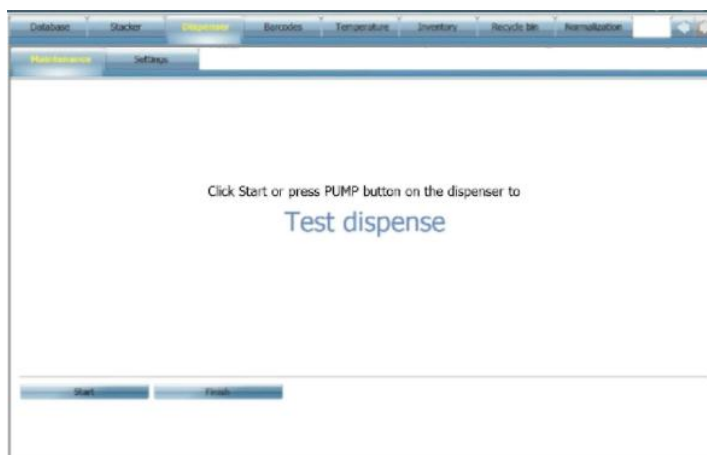 Database Stacker Dispenser Barcodes Temperature Inventory Recycle bin Normalization
Maintenance Settings
Click Start or press PUMP button on the dispenser to
Test dispense
Start Finish